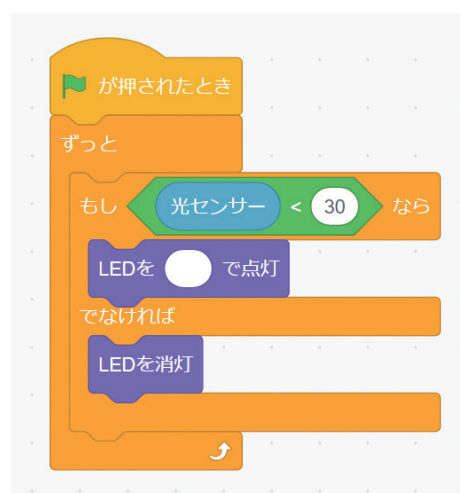 が押されたとき
ずっと
もし 光センサー < 30 なら
LEDを で点灯
でなければ
LEDを消灯